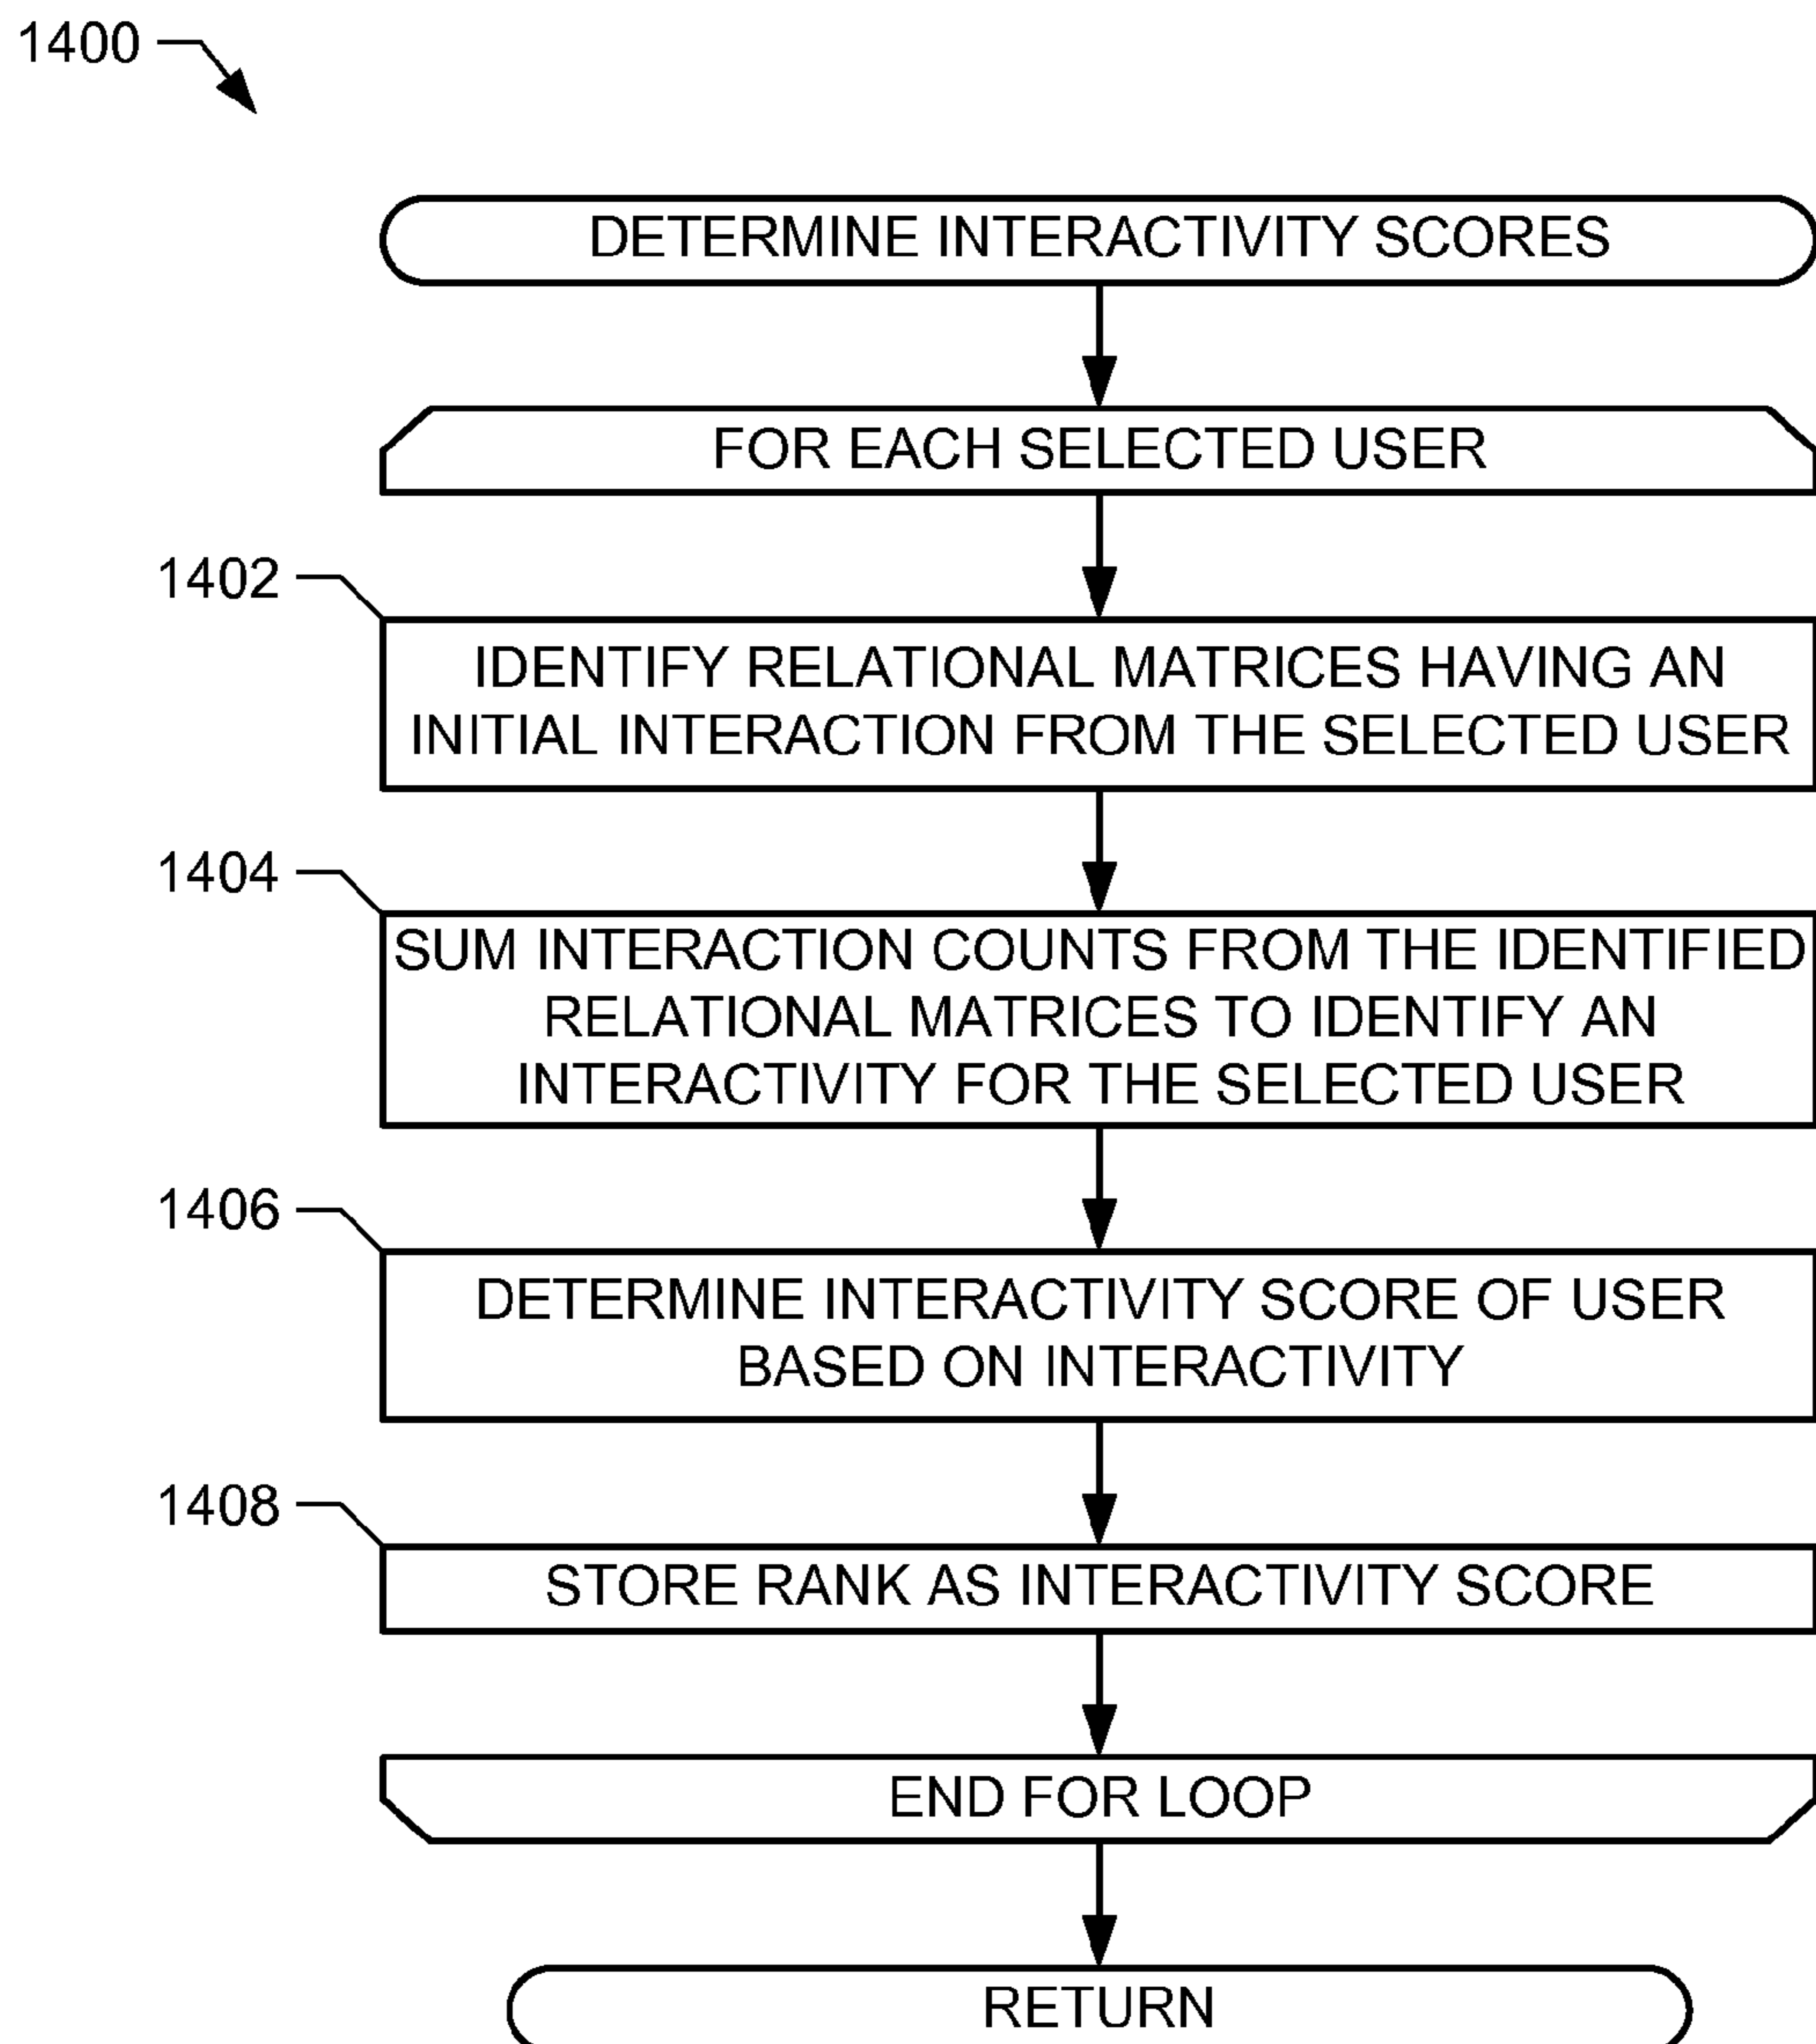 1400
DETERMINE INTERACTIVITY SCORES
FOR EACH SELECTED USER
1402
IDENTIFY RELATIONAL MATRICES HAVING AN
INITIAL INTERACTION FROM THE SELECTED USER
1404
SUM INTERACTION COUNTS FROM THE IDENTIFIED
RELATIONAL MATRICES TO IDENTIFY AN
INTERACTIVITY FOR THE SELECTED USER
1406
DETERMINE INTERACTIVITY SCORE OF USER
BASED ON INTERACTIVITY
1408
STORE RANK AS INTERACTIVITY SCORE
END FOR LOOP
RETURN